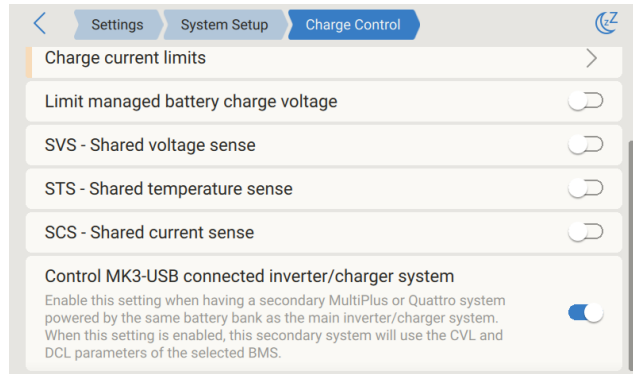 Settings
System Setup
Charge Control
zZ
Charge current limits
Limit managed battery charge voltage
SVS - Shared voltage sense
STS - Shared temperature sense
SCS - Shared current sense
Control MK3-USB connected inverter/charger system
Enable this setting when having a secondary MultiPlus or Quattro system
powered by the same battery bank as the main inverter/charger system.
When this setting is enabled, this secondary system will use the CVL and
DCL parameters of the selected BMS.